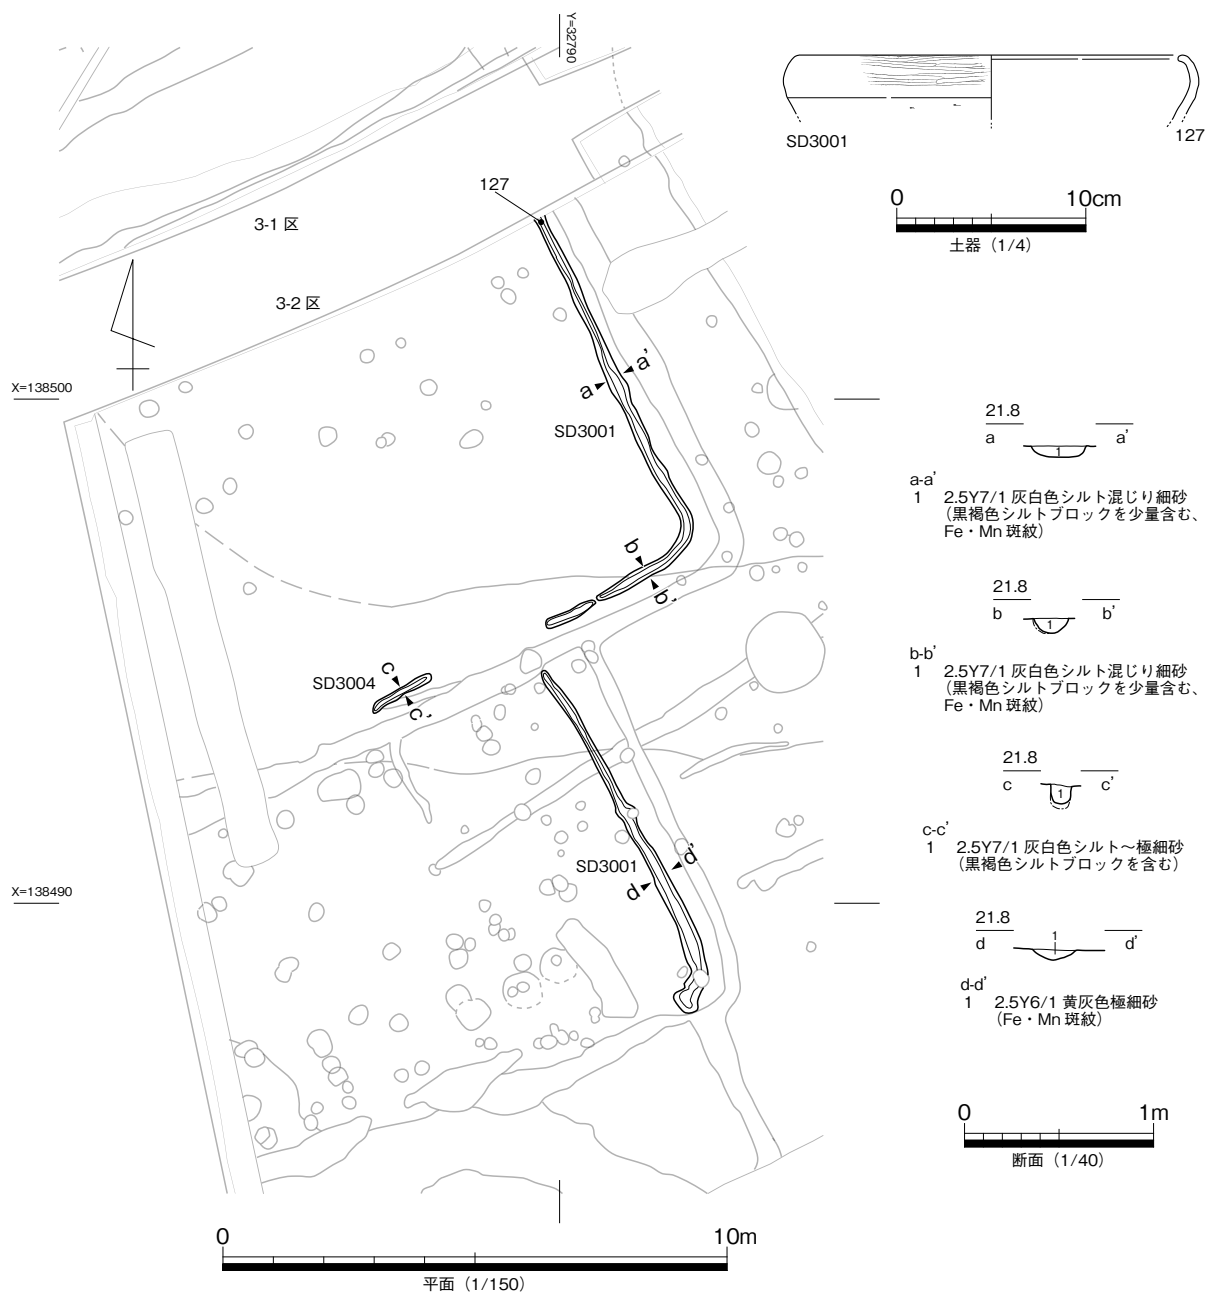 Y=32790
SD3001
127
0 10cm
土器（1/4）
127
3-1 区
3-2 区
X=138500
a a’
SD3001
b b’
SD3004
c c’
SD3001
d d’
X=138490
21.8
a a’
1
a-a’
1 2.5Y7/1 灰白色シルト混じり細砂
（黒褐色シルトブロックを少量含む、
Fe・Mn 斑紋）
21.8
b b’
1
b-b’
1 2.5Y7/1 灰白色シルト混じり細砂
（黒褐色シルトブロックを少量含む、
Fe・Mn 斑紋）
21.8
c c’
1
c-c’
1 2.5Y7/1 灰白色シルト～極細砂
（黒褐色シルトブロックを含む）
21.8
d d’
1
d-d’
1 2.5Y6/1 黄灰色極細砂
（Fe・Mn 斑紋）
0 1m
断面（1/40）
0 10m
平面（1/150）